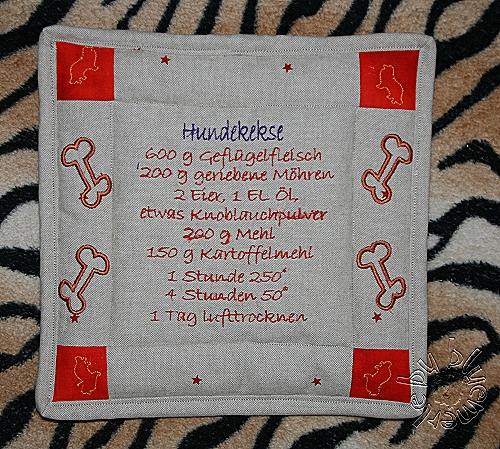 Hundekekse
600 g Geflügelfleisch
200 g geriebene Möhren
2 Eier, 1 EL Öl,
etwas Knoblauchpulver
200 g Mehl
150 g Kartoffelmehl
1 Stunde 250°
4 Stunden 50°
1 Tag lufttrocknen